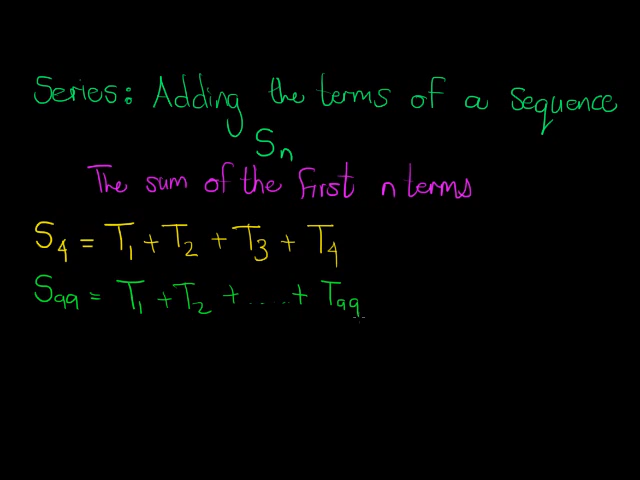 Series: Adding the terms of a sequence
Sn
The sum of the first n terms
S4 = T1 + T2 + T3 + T4
S99 = T1 + T2 + ..... + T99